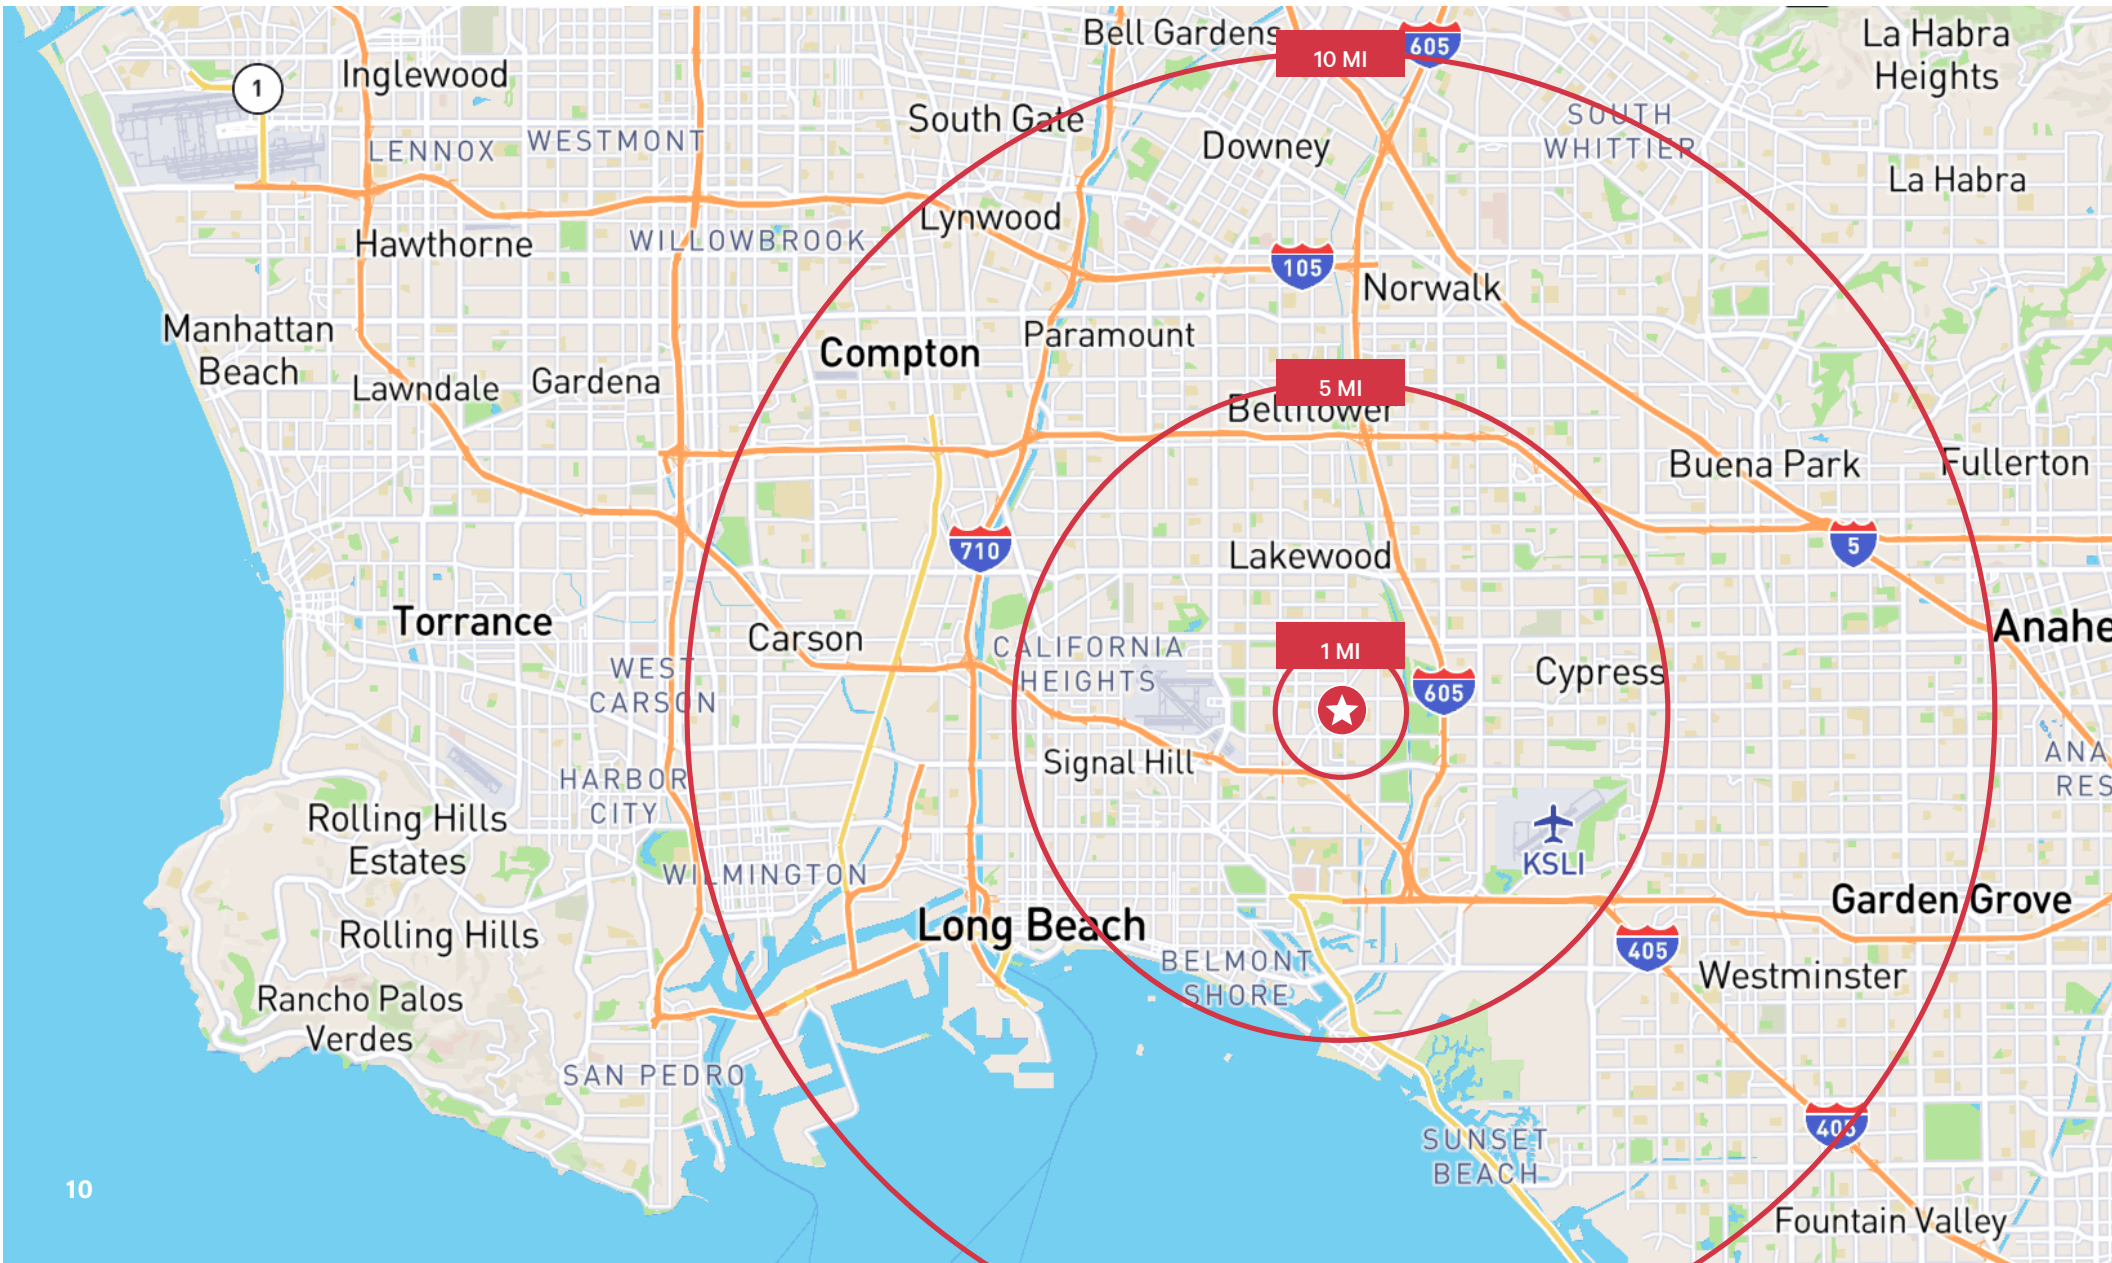 Bell Gardens
10 MI
605
La Habra
Heights
Inglewood
1
South Gate
SOUTH
WHITTIER
LENNOX
WESTMONT
Downey
La Habra
Lynwood
Hawthorne
WILLOWBROOK
105
Norwalk
Manhattan
Beach
Compton
Paramount
Lawndale
Gardena
5 MI
Bellflower
Buena Park
Fullerton
710
Lakewood
5
Torrance
Carson
CALIFORNIA
HEIGHTS
1 MI
605
Cypress
Anahe
WEST
CARSON
Signal Hill
ANA
RES
HARBOR
CITY
Rolling Hills
Estates
KSLI
WILMINGTON
Garden Grove
Long Beach
Rolling Hills
405
BELMONT
SHORE
Westminster
Rancho Palos
Verdes
SAN PEDRO
405
SUNSET
BEACH
10
Fountain Valley